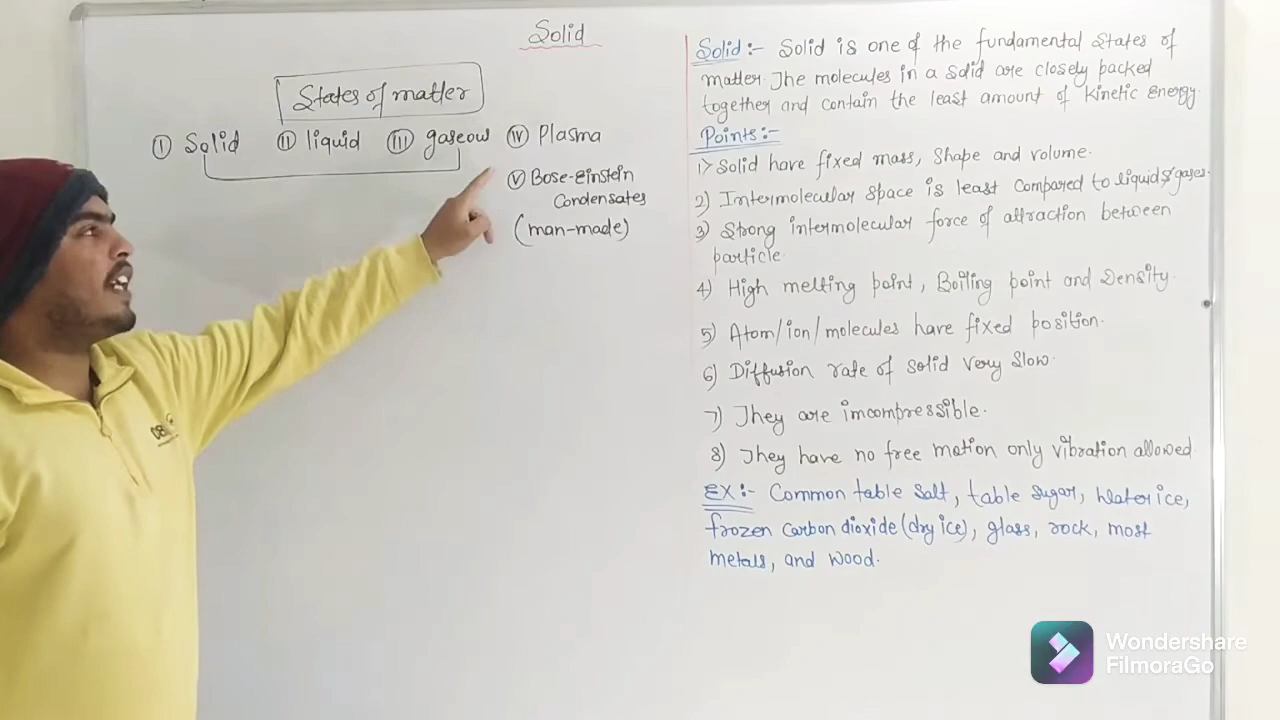 Solid
States of matter
I Solid II liquid III gaseous IV Plasma
V Bose-Einstein
Condensates
(man-made)
Solid :- Solid is one of the fundamental States of
matter. The molecules in a solid are closely packed
together and contain the least amount of Kinetic Energy.
Points :-
1) Solid have fixed mass, Shape and volume.
2) Intermolecular space is least compared to liquid & gases.
3) Strong intermolecular force of attraction between
particle.
4) High melting point, Boiling point and Density.
5) Atom/ion/molecules have fixed position.
6) Diffusion rate of solid very slow.
7) They are incompressible.
8) They have no free motion only vibration allowed.
EX :- Common table salt, table sugar, water ice,
frozen carbon dioxide (dry ice), glass, rock, most
metals, and wood.
Wondershare
FilmoraGo